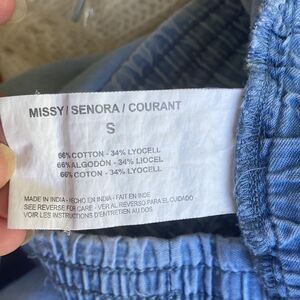 MISSY / SENORA / COURANT
S
66% COTTON - 34% LYOCELL
66% ALGODÓN - 34% LIOCEL
66% COTON - 34% LYOCELL
MADE IN INDIA - HECHO EN INDIA - FAIT EN INDE
SEE REVERSE FOR CARE - VER AL REVERSO PARA EL CUIDADO
VOIR LES INSTRUCTIONS D'ENTRETIEN AU DOS